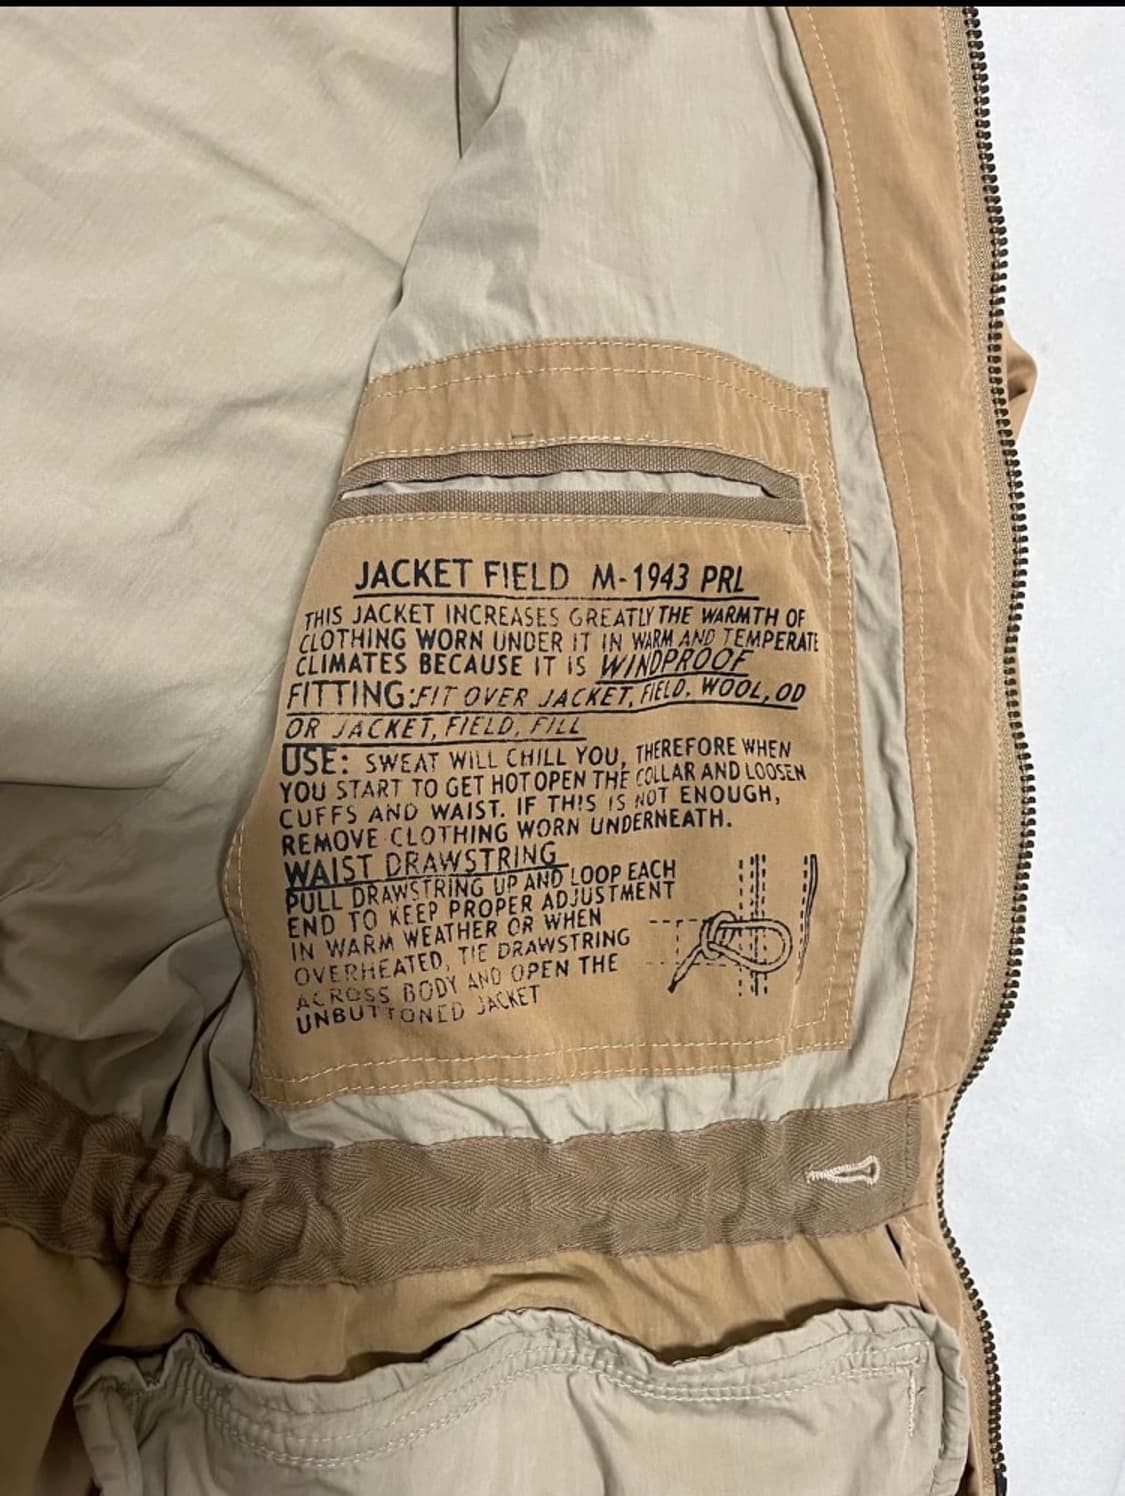 JACKET FIELD M-1943 PRL
THIS JACKET INCREASES GREATLY THE WARMTH OF
CLOTHING WORN UNDER IT IN WARM AND TEMPERATE
CLIMATES BECAUSE IT IS WINDPROOF
FITTING: FIT OVER JACKET, FIELD, WOOL, OD
OR JACKET, FIELD, FILL
USE: SWEAT WILL CHILL YOU, THEREFORE WHEN
YOU START TO GET HOT OPEN THE COLLAR AND LOOSEN
CUFFS AND WAIST. IF THIS IS NOT ENOUGH,
REMOVE CLOTHING WORN UNDERNEATH.
WAIST DRAWSTRING
PULL DRAWSTRING UP AND LOOP EACH
END TO KEEP PROPER ADJUSTMENT
IN WARM WEATHER OR WHEN
OVERHEATED, TIE DRAWSTRING
ACROSS BODY AND OPEN THE
UNBUTTONED JACKET